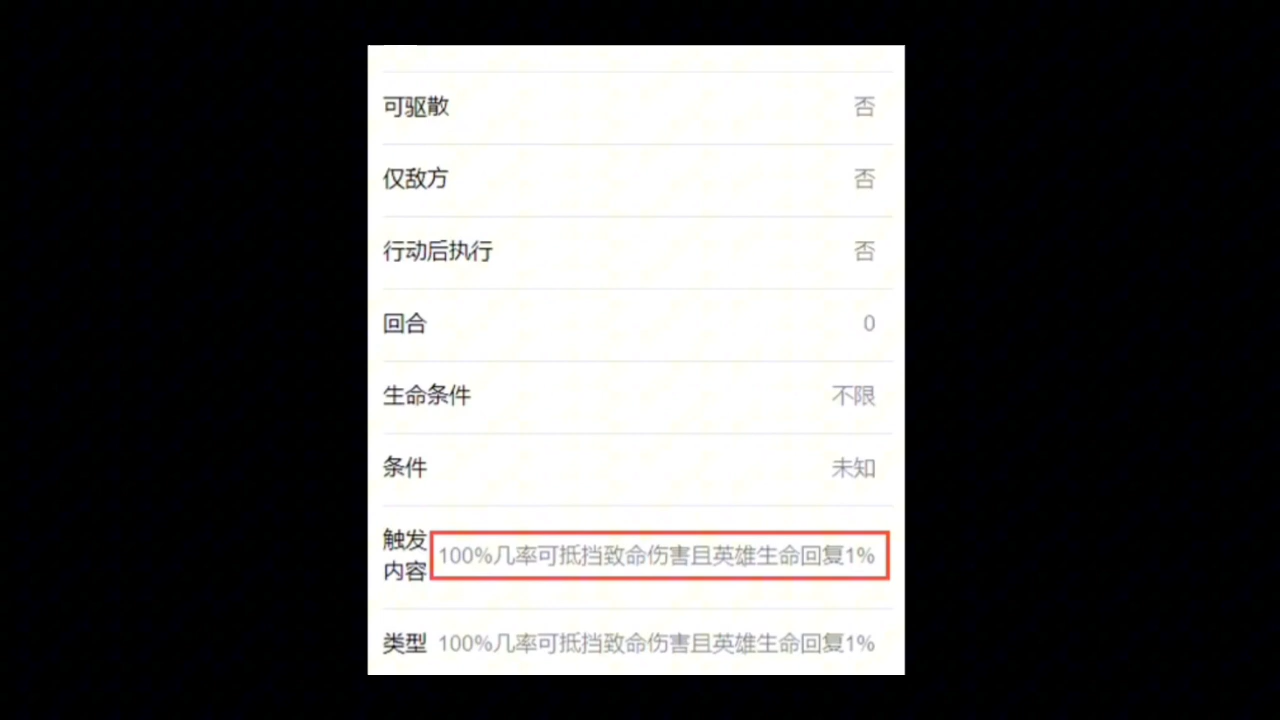 可驱散 否
仅敌方 否
行动后执行 否
回合 0
生命条件 不限
条件 未知
触发内容 100%几率可抵挡致命伤害且英雄生命回复1%
类型 100%几率可抵挡致命伤害且英雄生命回复1%